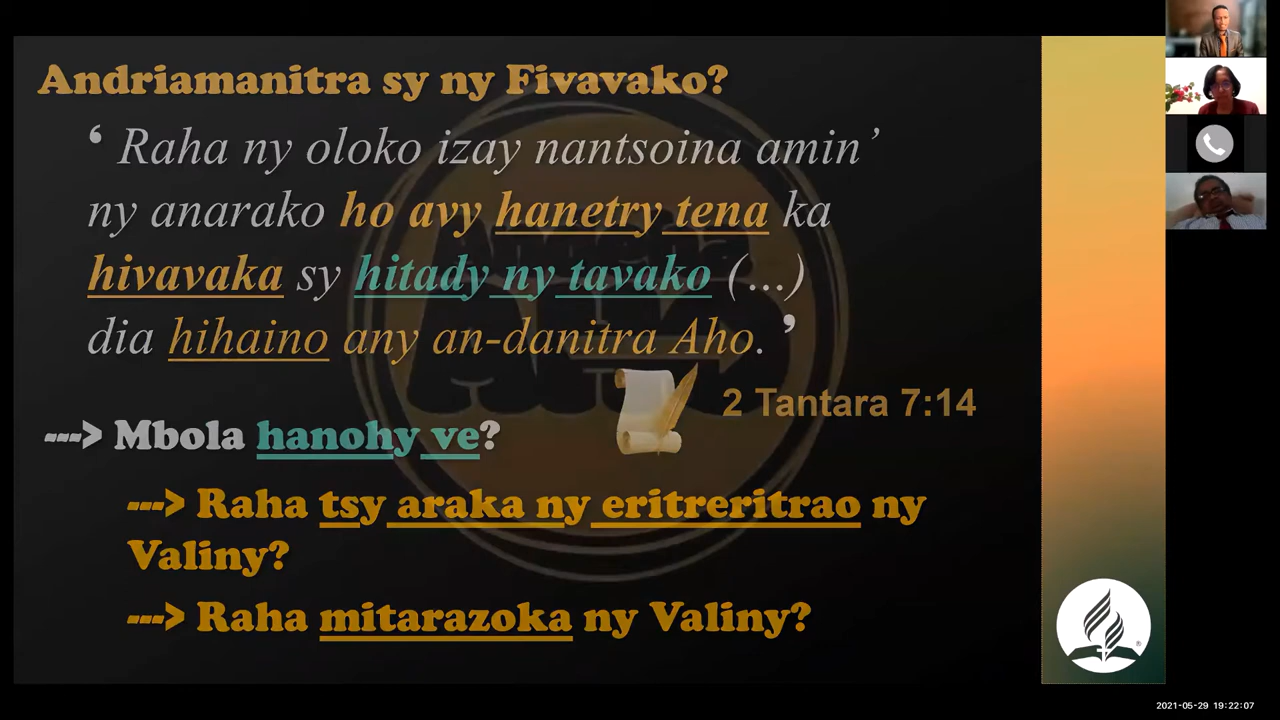 Andriamanitra sy ny Fivavako?
‘ Raha ny oloko izay nantsoina amin’
ny anarako ho avy hanetry tena ka
hivavaka sy hitady ny tavako (...)
dia hihaino any an-danitra Aho. ’
2 Tantara 7:14
---> Mbola hanohy ve?
---> Raha tsy araka ny eritreritrao ny
Valiny?
---> Raha mitarazoka ny Valiny?
2021-05-29 19:22:07